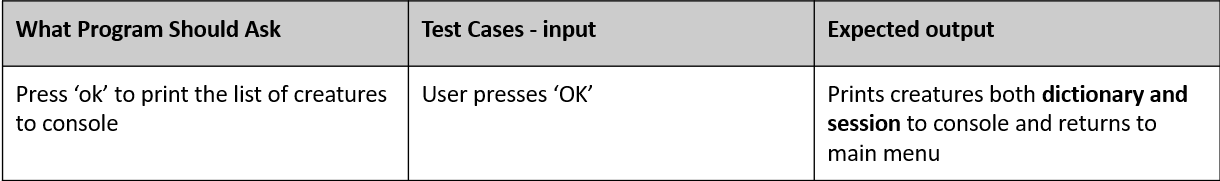 What Program Should Ask
Test Cases - input
Expected output
Press ‘ok’ to print the list of creatures
to console
User presses ‘OK’
Prints creatures both dictionary and
session to console and returns to
main menu